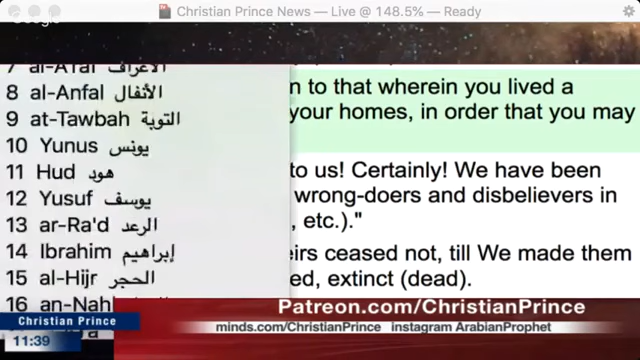 Christian Prince News — Live @ 148.5% — Ready
7 al-A'raf الأعراف
8 al-Anfal الأنفال
9 at-Tawbah التوبة
10 Yunus يونس
11 Hud هود
12 Yusuf يوسف
13 ar-Ra'd الرعد
14 Ibrahim إبراهيم
15 al-Hijr الحجر
16 an-Nahl
n to that wherein you lived a
your homes, in order that you may
to us! Certainly! We have been
wrong-doers and disbelievers in
, etc.)."
eirs ceased not, till We made them
ed, extinct (dead).
Patreon.com/ChristianPrince
minds.com/ChristianPrince instagram ArabianProphet
Christian Prince
11:39